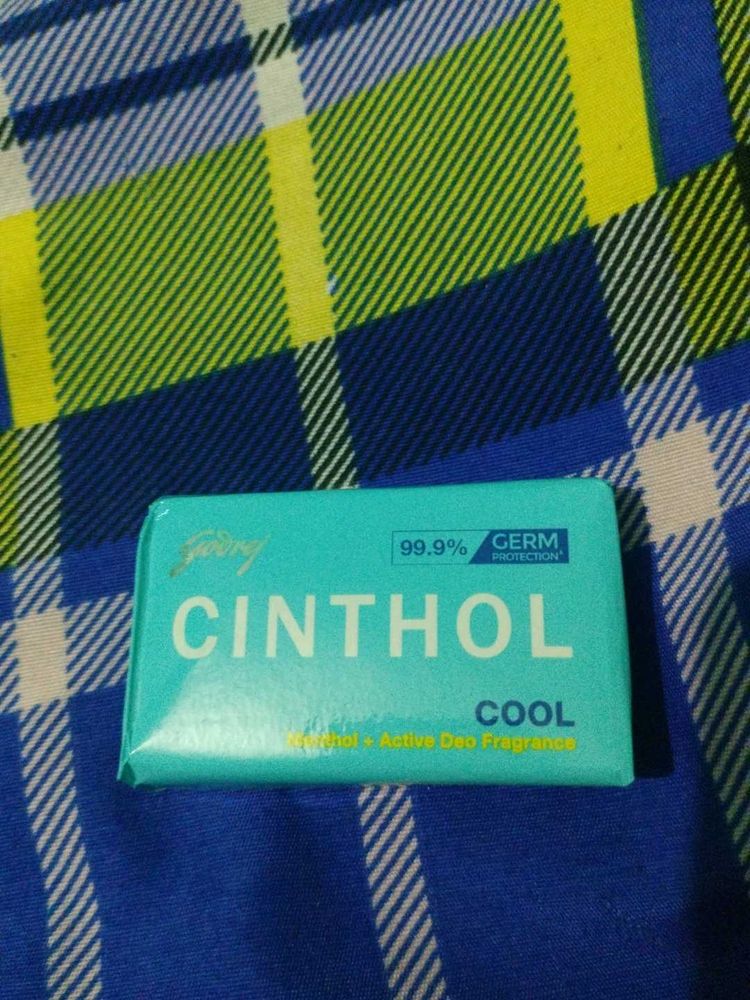 Godrej
99.9% GERM
PROTECTION^
CINTHOL
COOL
Menthol + Active Deo Fragrance